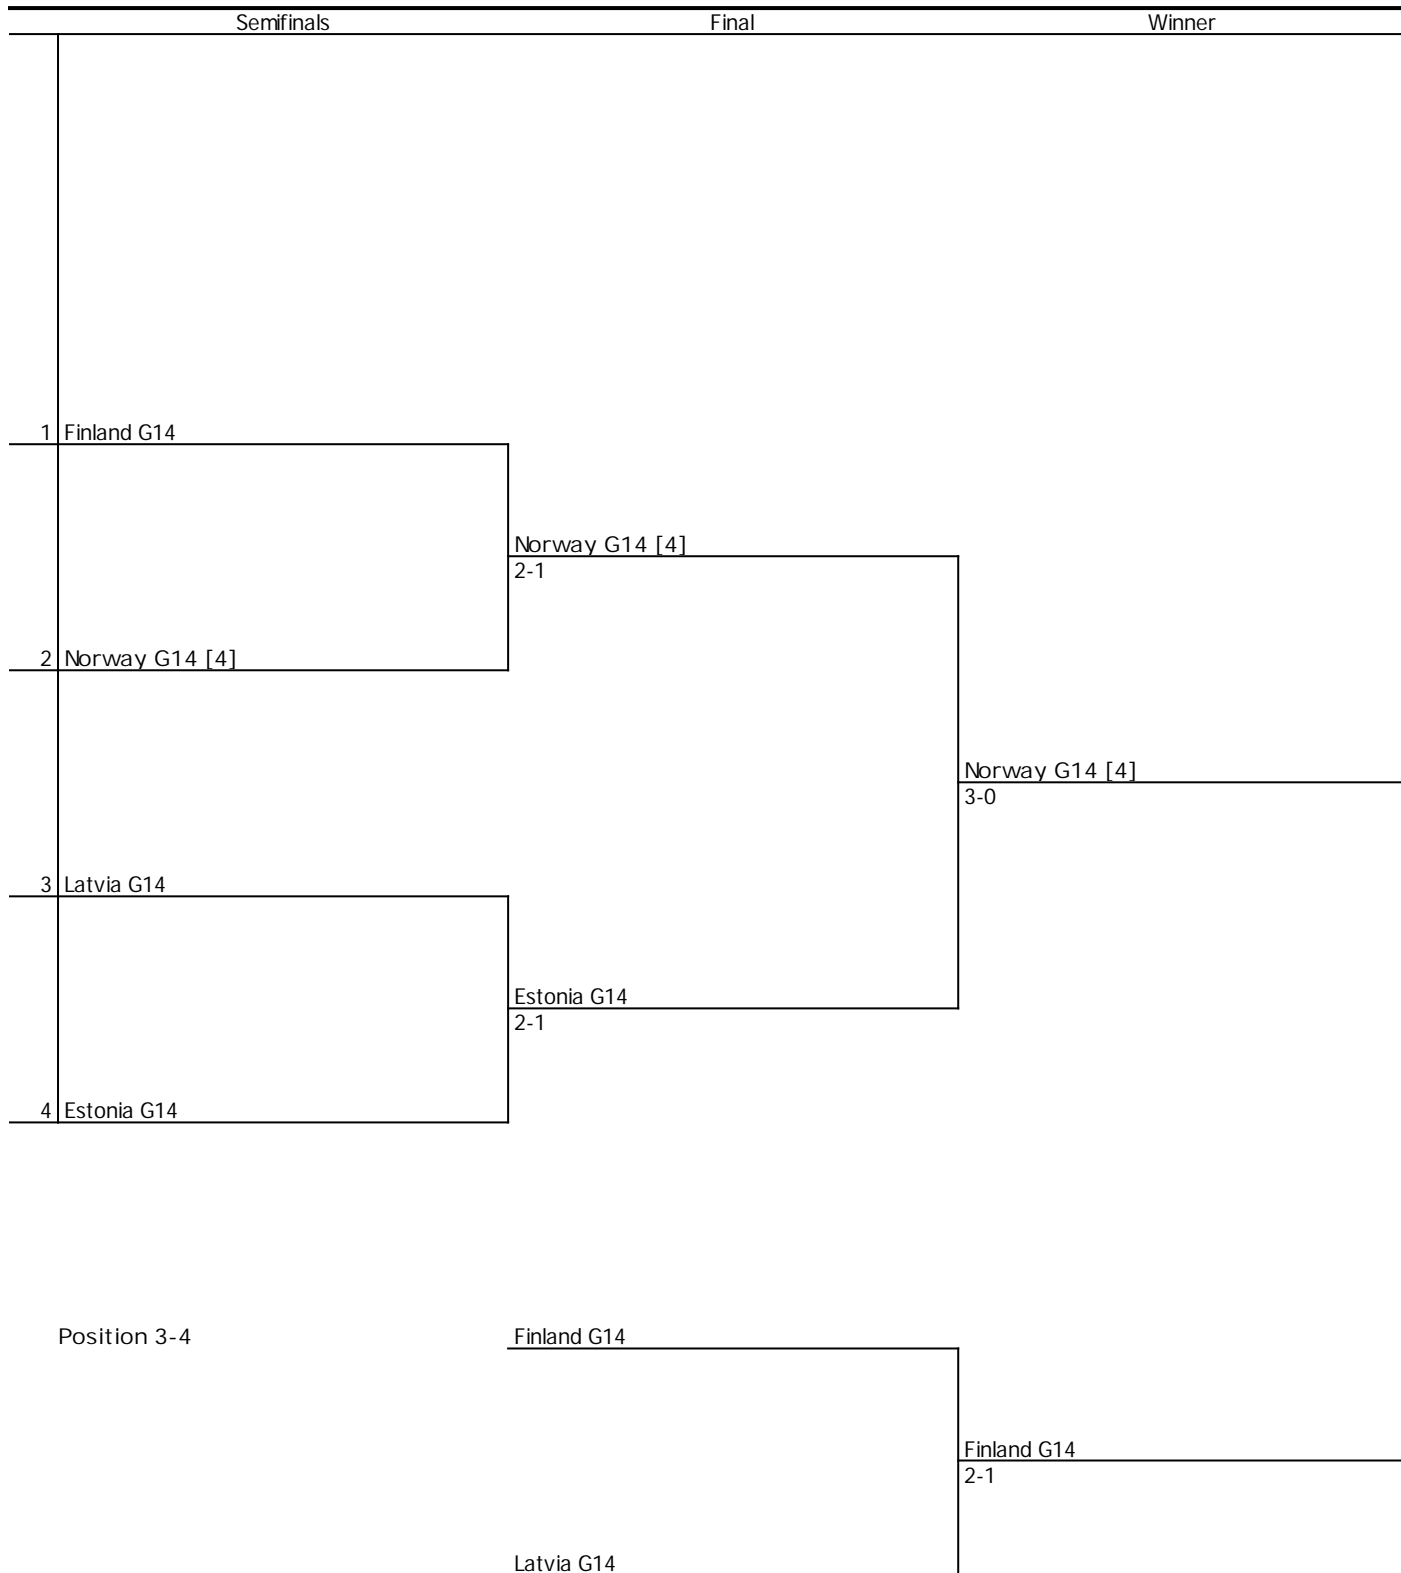 Semifinals Final Winner
1 Finland G14
Norway G14 [4]
2-1
2 Norway G14 [4]
Norway G14 [4]
3-0
3 Latvia G14
Estonia G14
2-1
4 Estonia G14
Position 3-4 Finland G14
Finland G14
2-1
Latvia G14